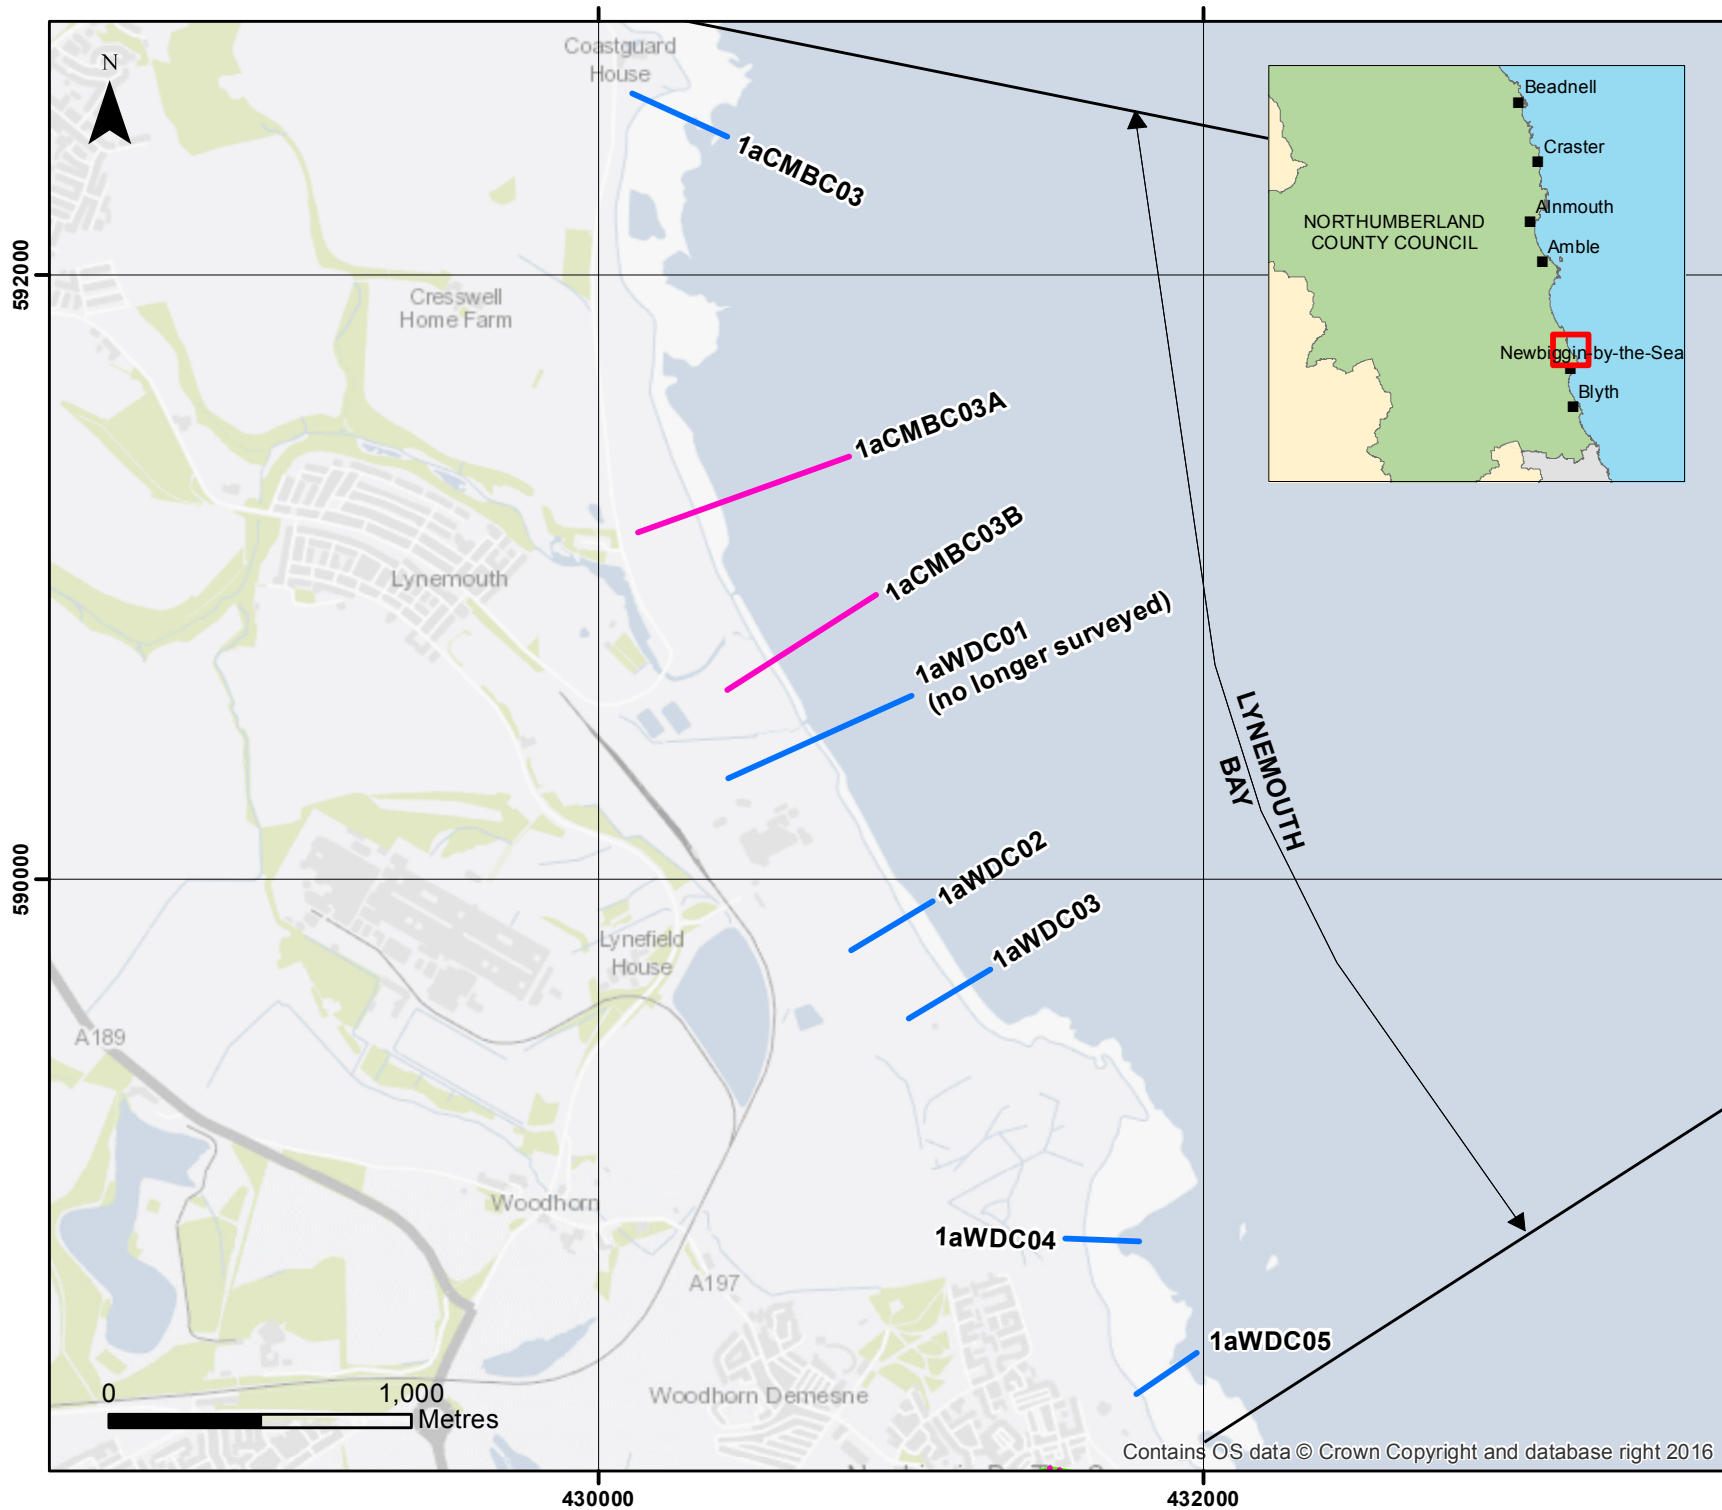 Coastguard
House
N
1aCMBC03
592000
Cresswell
Home Farm
Beadnell
Craster
Alnmouth
NORTHUMBERLAND
COUNTY COUNCIL
Amble
Newbiggin-by-the-Sea
Blyth
1aCMBC03A
1aCMBC03B
Lynemouth
1aWDC01
(no longer surveyed)
LYNEMOUTH
BAY
590000
1aWDC02
1aWDC03
Lynefield
House
A189
Woodhorn
1aWDC04
A197
1aWDC05
Woodhorn Demesne
0 1,000
Metres
Contains OS data © Crown Copyright and database right 2016
430000
432000